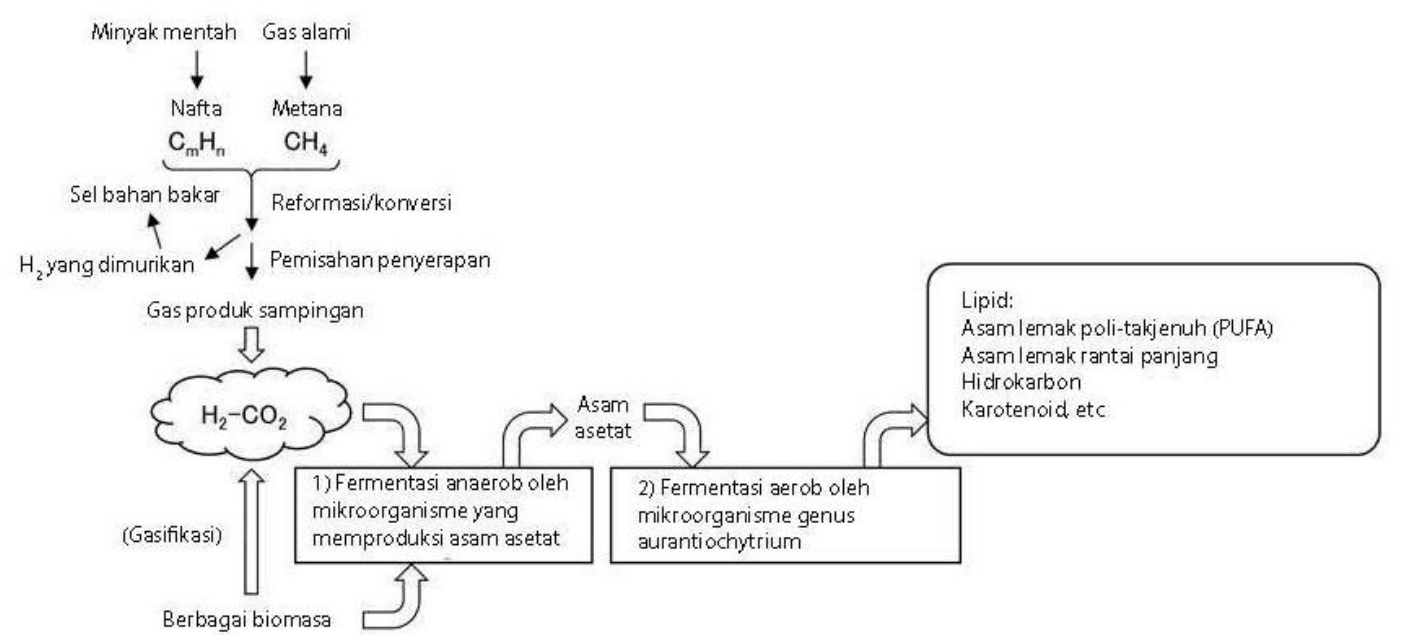 Minyak mentah
Gas alami
Nafta
Metana
CmHn
CH4
Sel bahan bakar
Reformasi/konversi
H2 yang dimurikan
Pemisahan penyerapan
Gas produk sampingan
H2-CO2
Asam
asetat
Lipid:
Asam lemak poli-takjenuh (PUFA)
Asam lemak rantai panjang
Hidrokarbon
Karotenoid, etc
1) Fermentasi anaerob oleh
mikroorganisme yang
memproduksi asam asetat
2) Fermentasi aerob oleh
mikroorganisme genus
aurantiochytrium
(Gasifikasi)
Berbagai biomasa